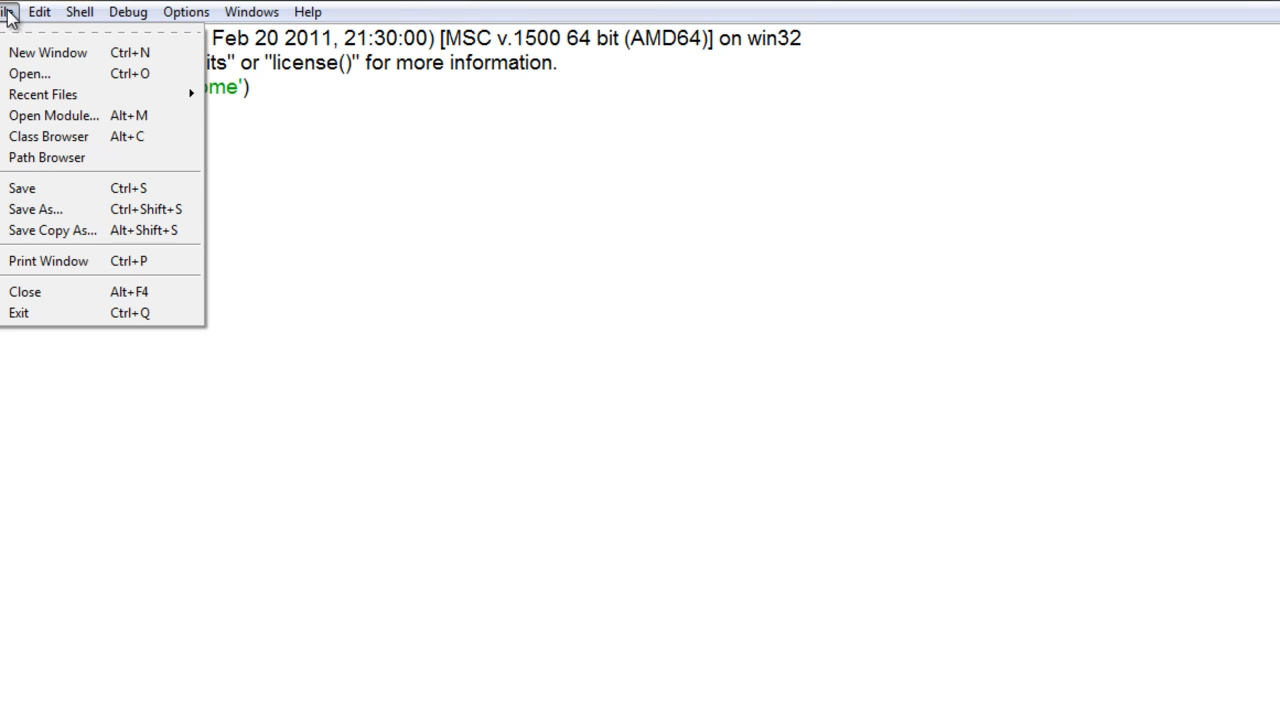 Edit Shell Debug Options Windows Help
Feb 20 2011, 21:30:00) [MSC v.1500 64 bit (AMD64)] on win32
its" or "license()" for more information.
ome')
New Window Ctrl+N
Open... Ctrl+O
Recent Files
Open Module... Alt+M
Class Browser Alt+C
Path Browser
Save Ctrl+S
Save As... Ctrl+Shift+S
Save Copy As... Alt+Shift+S
Print Window Ctrl+P
Close Alt+F4
Exit Ctrl+Q